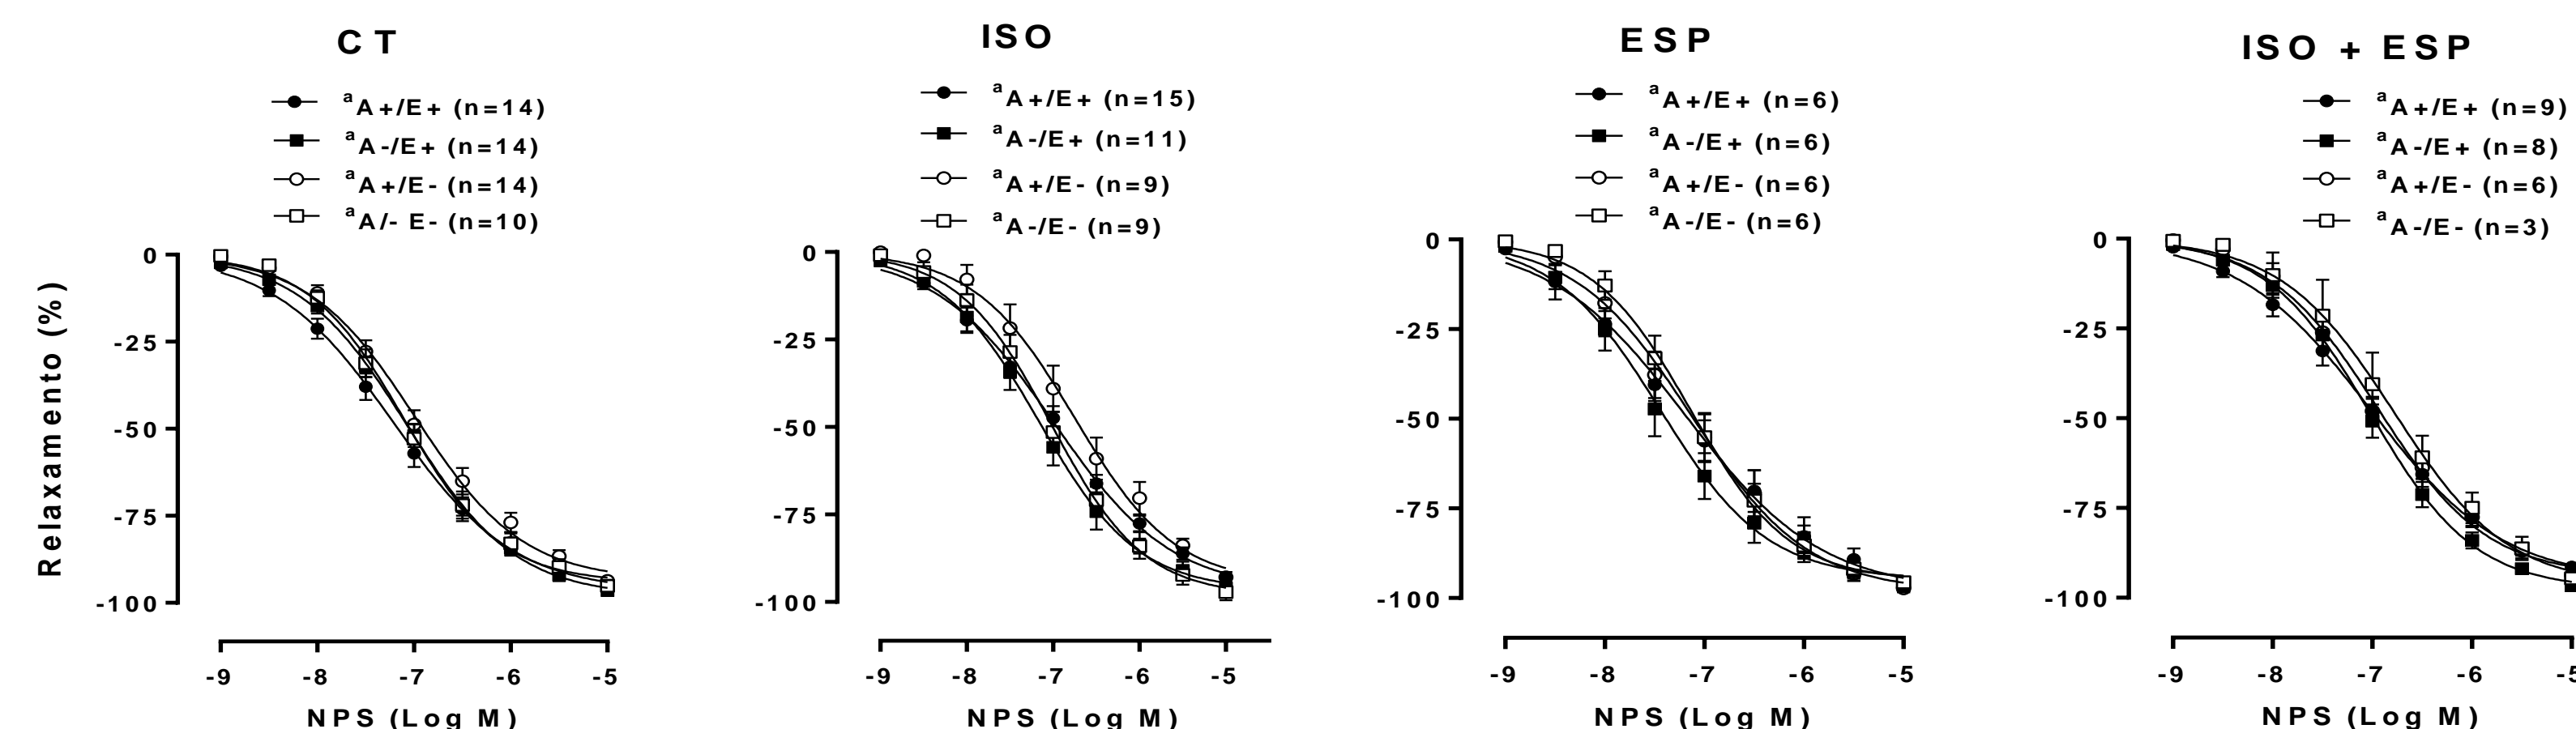 CT
aA+/E+ (n=14)
aA-/E+ (n=14)
aA+/E- (n=14)
aA/- E- (n=10)
Relaxamento (%)
0
-25
-50
-75
-100
-9 -8 -7 -6 -5
NPS (Log M)
ISO
aA+/E+ (n=15)
aA-/E+ (n=11)
aA+/E- (n=9)
aA-/E- (n=9)
0
-25
-50
-75
-100
-9 -8 -7 -6 -5
NPS (Log M)
ESP
aA+/E+ (n=6)
aA-/E+ (n=6)
aA+/E- (n=6)
aA-/E- (n=6)
0
-25
-50
-75
-100
-9 -8 -7 -6 -5
NPS (Log M)
ISO + ESP
aA+/E+ (n=9)
aA-/E+ (n=8)
aA+/E- (n=6)
aA-/E- (n=3)
0
-25
-50
-75
-100
-9 -8 -7 -6 -5
NPS (Log M)